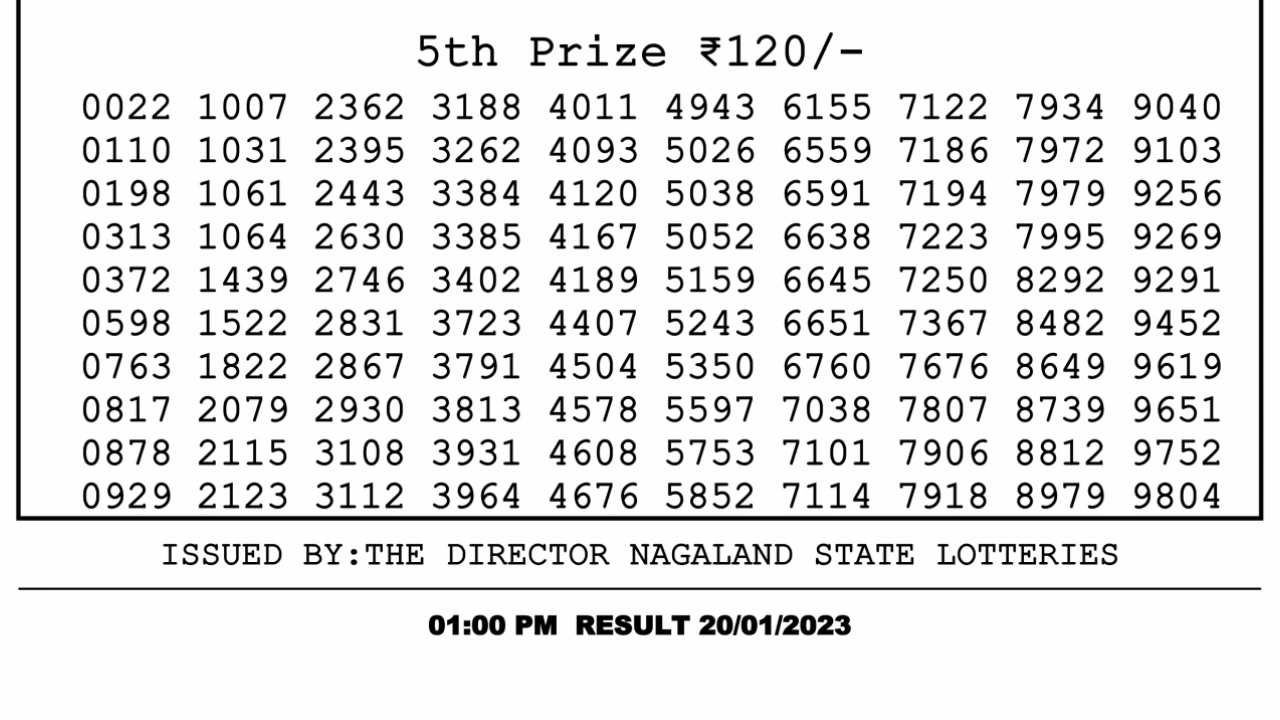 5th Prize ₹120/-
0022 1007 2362 3188 4011 4943 6155 7122 7934 9040
0110 1031 2395 3262 4093 5026 6559 7186 7972 9103
0198 1061 2443 3384 4120 5038 6591 7194 7979 9256
0313 1064 2630 3385 4167 5052 6638 7223 7995 9269
0372 1439 2746 3402 4189 5159 6645 7250 8292 9291
0598 1522 2831 3723 4407 5243 6651 7367 8482 9452
0763 1822 2867 3791 4504 5350 6760 7676 8649 9619
0817 2079 2930 3813 4578 5597 7038 7807 8739 9651
0878 2115 3108 3931 4608 5753 7101 7906 8812 9752
0929 2123 3112 3964 4676 5852 7114 7918 8979 9804
ISSUED BY:THE DIRECTOR NAGALAND STATE LOTTERIES
01:00 PM RESULT 20/01/2023